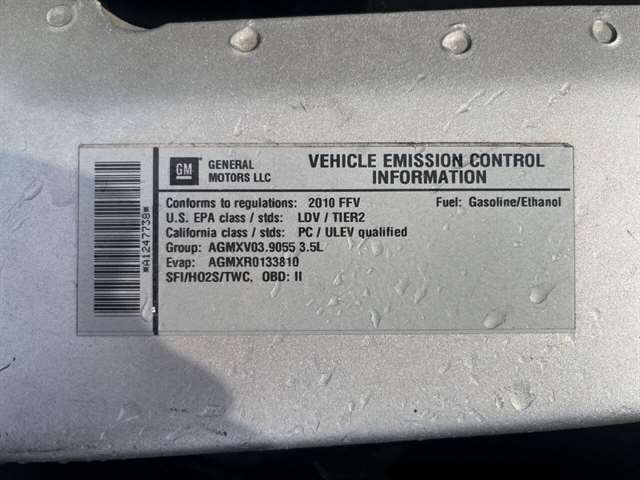 *A1247738*
GM
GENERAL
MOTORS LLC
VEHICLE EMISSION CONTROL
INFORMATION
Conforms to regulations: 2010 FFV Fuel: Gasoline/Ethanol
U.S. EPA class / stds: LDV / TIER2
California class / stds: PC / ULEV qualified
Group: AGMXV03.9055 3.5L
Evap: AGMXR0133810
SFI/HO2S/TWC, OBD: II